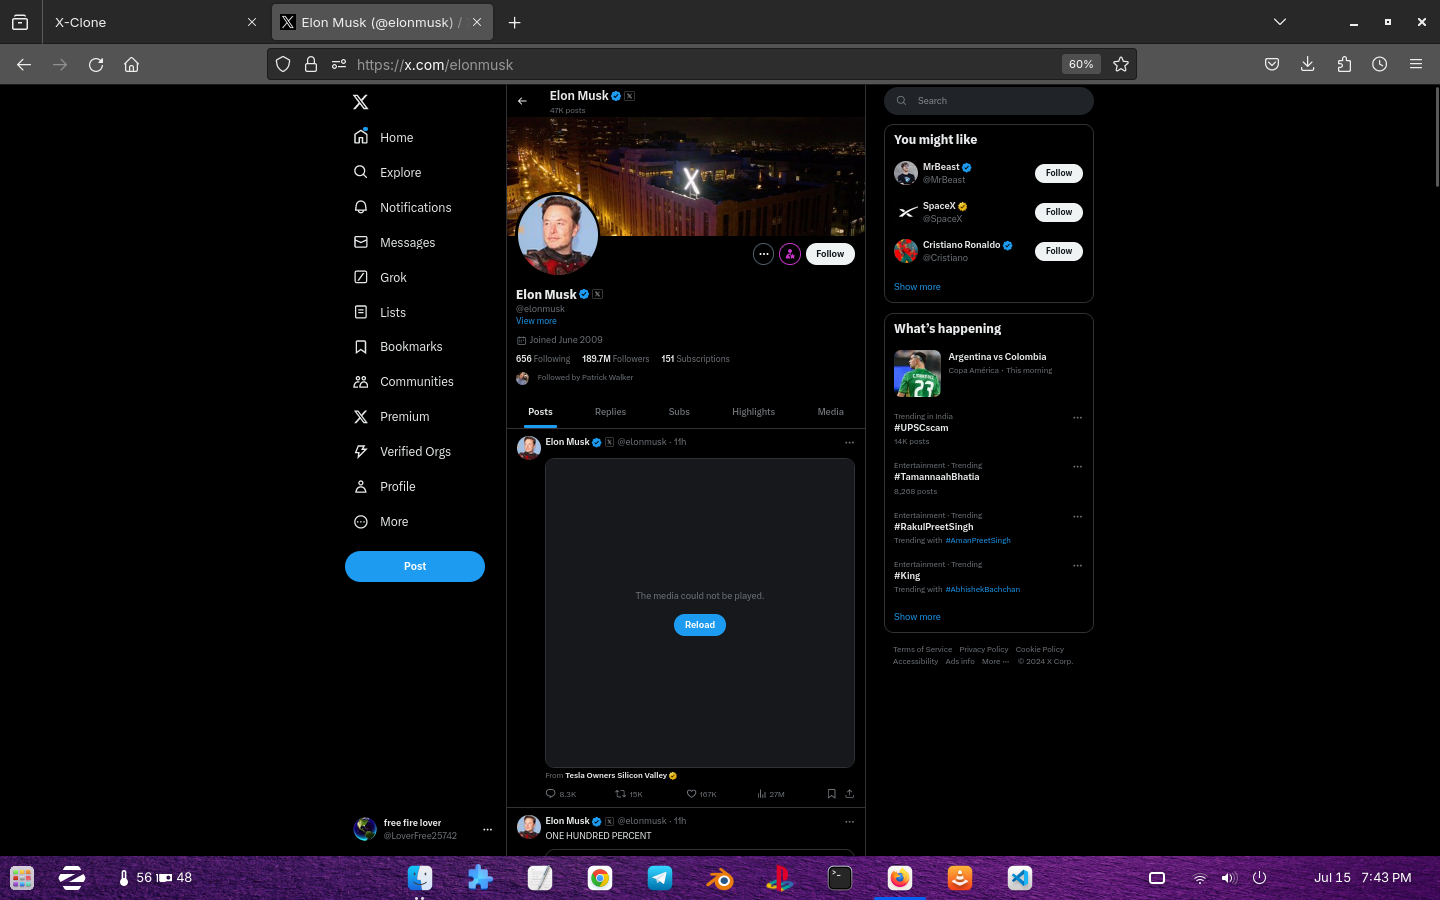 X-Clone
Elon Musk (@elonmusk) /
https://x.com/elonmusk
60%
Home
Explore
Notifications
Messages
Grok
Lists
Bookmarks
Communities
Premium
Verified Orgs
Profile
More
Post
free fire lover
@LoverFree25742
Elon Musk
47K posts
X
Follow
Elon Musk
@elonmusk
View more
Joined June 2009
656 Following 189.7M Followers 151 Subscriptions
Followed by Patrick Walker
Posts Replies Subs Highlights Media
Elon Musk @elonmusk · 11h
The media could not be played.
Reload
From Tesla Owners Silicon Valley
8.3K 15K 167K 27M
Elon Musk @elonmusk · 11h
ONE HUNDRED PERCENT
Search
You might like
MrBeast
@MrBeast
Follow
SpaceX
@SpaceX
Follow
Cristiano Ronaldo
@Cristiano
Follow
Show more
What's happening
Argentina vs Colombia
Copa América · This morning
23
Trending in India
#UPSCscam
14K posts
Entertainment · Trending
#TamannaahBhatia
8,268 posts
Entertainment · Trending
#RakulPreetSingh
Trending with #AmanPreetSingh
Entertainment · Trending
#King
Trending with #AbhishekBachchan
Show more
Terms of Service Privacy Policy Cookie Policy
Accessibility Ads info More ··· © 2024 X Corp.
56 48
Jul 15 7:43 PM